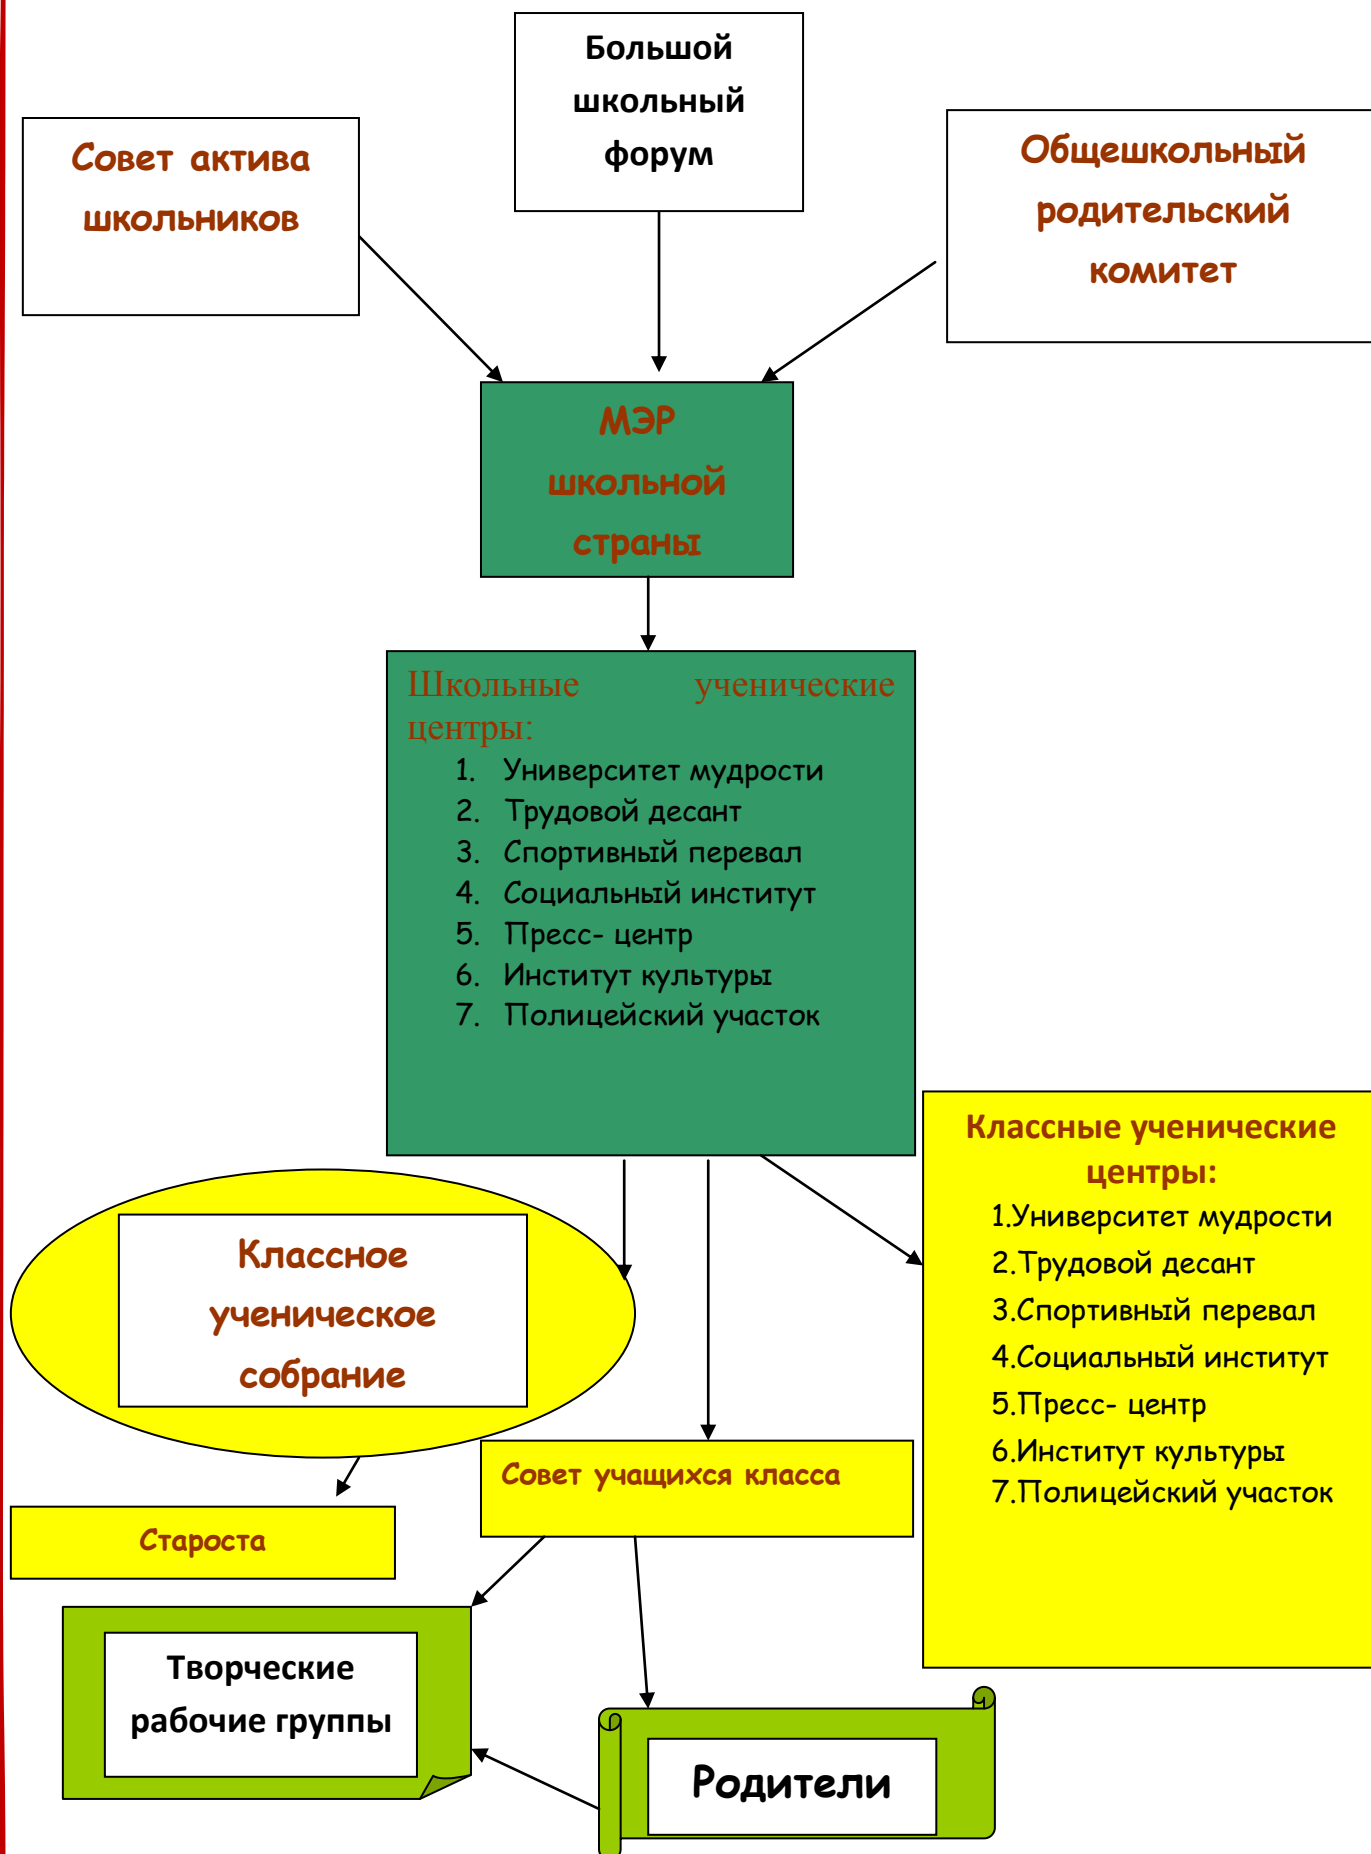 Большой
школьный
форум
Совет актива
школьников
Общешкольный
родительский
комитет
МЭР
школьной
страны
Школьные ученические
центры:
1. Университет мудрости
2. Трудовой десант
3. Спортивный перевал
4. Социальный институт
5. Пресс- центр
6. Институт культуры
7. Полицейский участок
Классные ученические
центры:
1.Университет мудрости
2.Трудовой десант
3.Спортивный перевал
4.Социальный институт
5.Пресс- центр
6.Институт культуры
7.Полицейский участок
Классное
ученическое
собрание
Совет учащихся класса
Староста
Творческие
рабочие группы
Родители